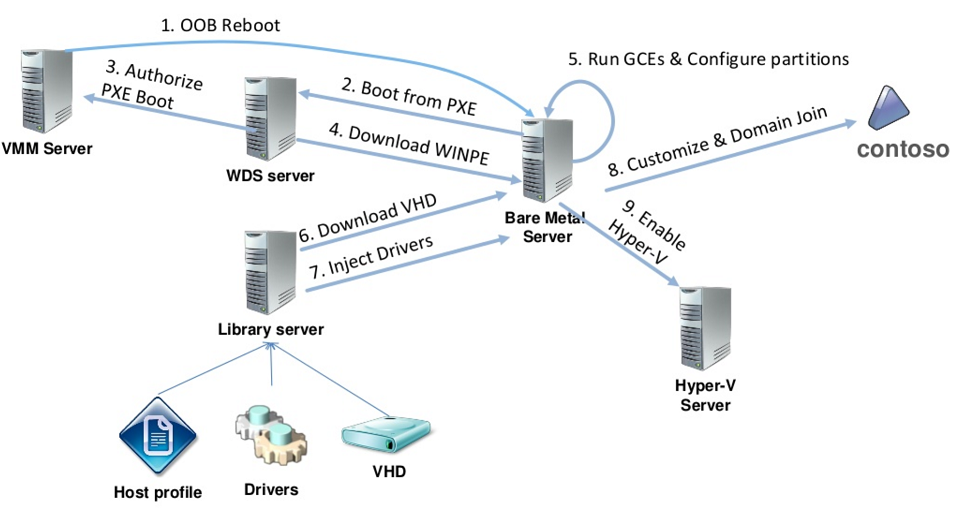 1. OOB Reboot
5. Run GCEs & Configure partitions
3. Authorize
PXE Boot
2. Boot from PXE
4. Download WINPE
8. Customize & Domain Join
contoso
VMM Server
WDS server
6. Download VHD
7. Inject Drivers
Bare Metal
Server
9. Enable
Hyper-V
Library server
Hyper-V
Server
Host profile
Drivers
VHD